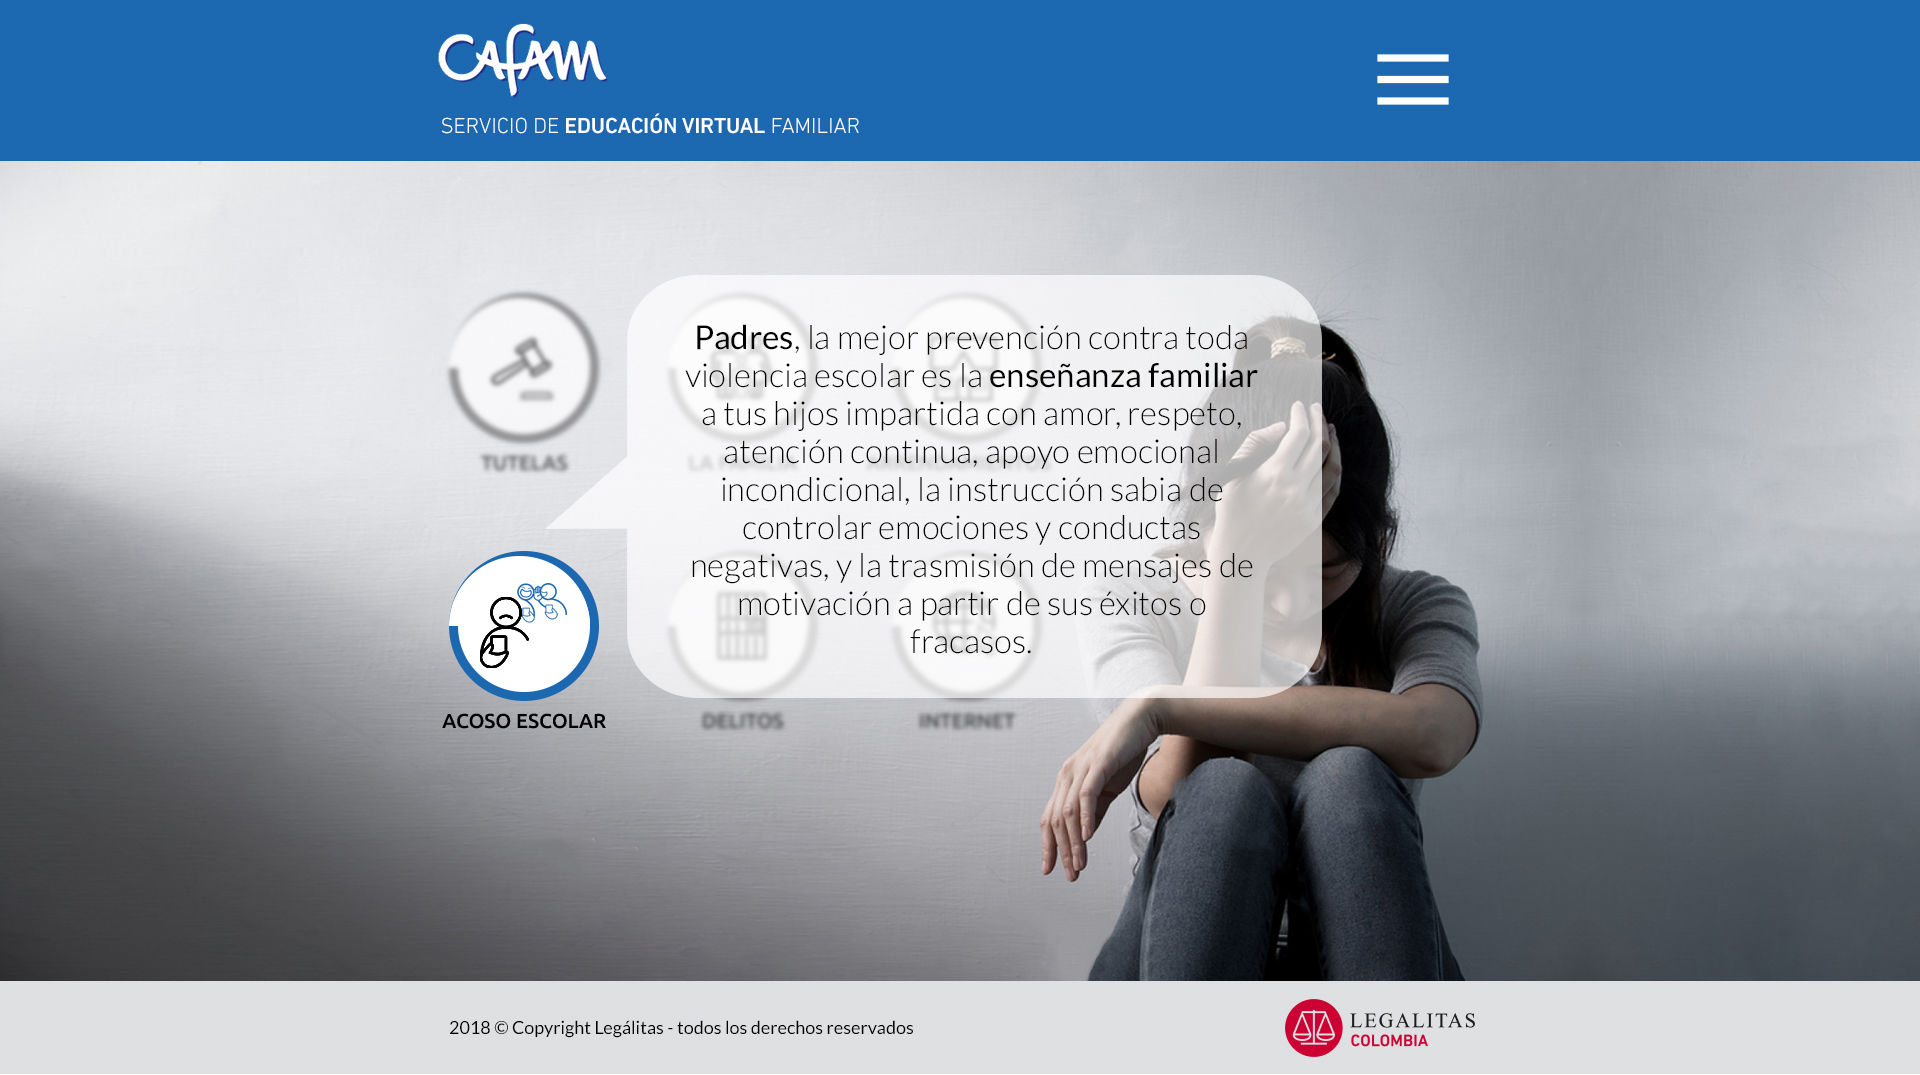 CAFAM
SERVICIO DE EDUCACIÓN VIRTUAL FAMILIAR
Padres, la mejor prevención contra toda
violencia escolar es la enseñanza familiar
a tus hijos impartida con amor, respeto,
atención continua, apoyo emocional
incondicional, la instrucción sabia de
controlar emociones y conductas
negativas, y la trasmisión de mensajes de
motivación a partir de sus éxitos o
fracasos.
TUTELAS
LA FAMILIA
ACOSO ESCOLAR
DELITOS
INTERNET
2018 © Copyright Legálitas - todos los derechos reservados
LEGALITAS
COLOMBIA